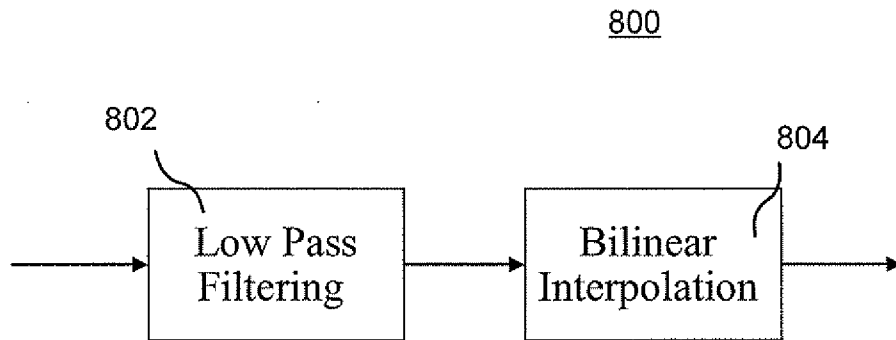 800
802
804
Low Pass
Filtering
Bilinear
Interpolation